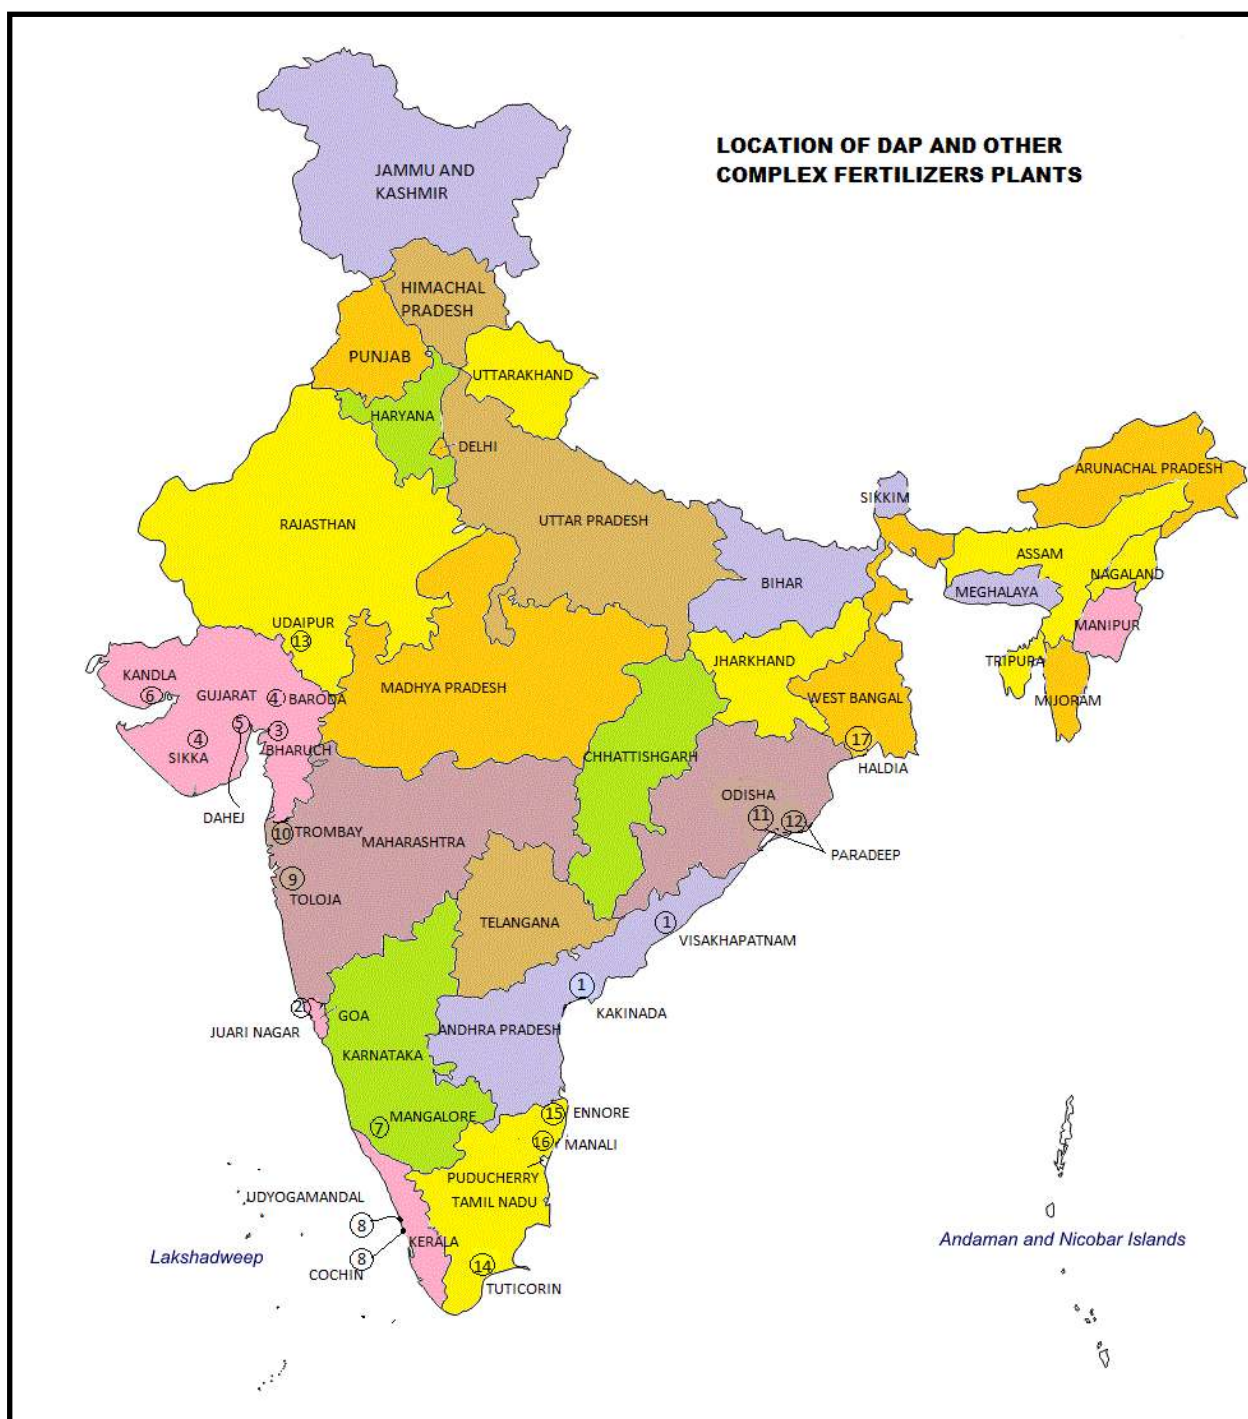 LOCATION OF DAP AND OTHER
COMPLEX FERTILIZERS PLANTS
JAMMU AND
KASHMIR
HIMACHAL
PRADESH
PUNJAB
UTTARAKHAND
HARYANA
DELHI
ARUNACHAL PRADESH
SIKKIM
RAJASTHAN
UTTAR PRADESH
ASSAM
BIHAR
NAGALAND
MEGHALAYA
UDAIPUR
13
MANIPUR
JHARKHAND
TRIPURA
KANDLA
6
GUJARAT
4
BARODA
MADHYA PRADESH
WEST BANGAL
MIJORAM
5
3
4
BHARUCH
SIKKA
CHHATTISHGARH
17
HALDIA
DAHEJ
ODISHA
11
12
10
TROMBAY
MAHARASHTRA
PARADEEP
9
TOLOJA
TELANGANA
1
VISAKHAPATNAM
1
KAKINADA
2
GOA
JUARI NAGAR
ANDHRA PRADESH
KARNATAKA
7
MANGALORE
15
ENNORE
16
MANALI
PUDUCHERRY
UDYOGAMANDAL
TAMIL NADU
8
KERALA
8
COCHIN
Lakshadweep
Andaman and Nicobar Islands
14
TUTICORIN